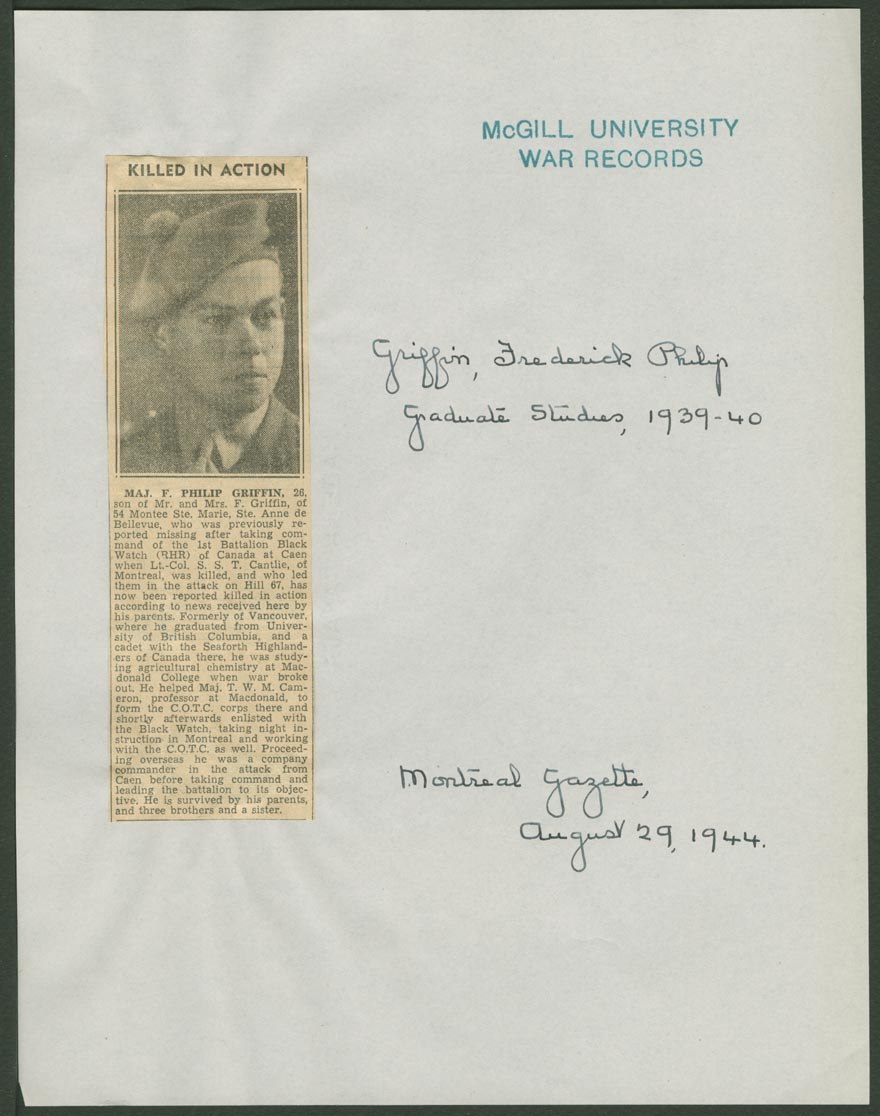 McGILL UNIVERSITY
WAR RECORDS
KILLED IN ACTION
MAJ. F. PHILIP GRIFFIN, 26,
son of Mr. and Mrs. F. Griffin, of
54 Montee Ste. Marie, Ste. Anne de
Bellevue, who was previously re-
ported missing after taking com-
mand of the 1st Battalion Black
Watch (RHR) of Canada at Caen
when Lt.-Col. S. S. T. Cantlie, of
Montreal, was killed, and who led
them in the attack on Hill 67, has
now been reported killed in action
according to news received here by
his parents. Formerly of Vancouver,
where he graduated from Univer-
sity of British Columbia, and a
cadet with the Seaforth Highland-
ers of Canada there, he was study-
ing agricultural chemistry at Mac-
donald College when war broke
out. He helped Maj. T. W. M. Cam-
eron, professor at Macdonald, to
form the C.O.T.C. corps there and
shortly afterwards enlisted with
the Black Watch, taking night in-
struction in Montreal and working
with the C.O.T.C. as well. Proceed-
ing overseas he was a company
commander in the attack from
Caen before taking command and
leading the battalion to its objec-
tive. He is survived by his parents,
and three brothers and a sister.
Griffin, Frederick Philip
Graduate Studies, 1939-40
Montreal Gazette,
August 29, 1944.